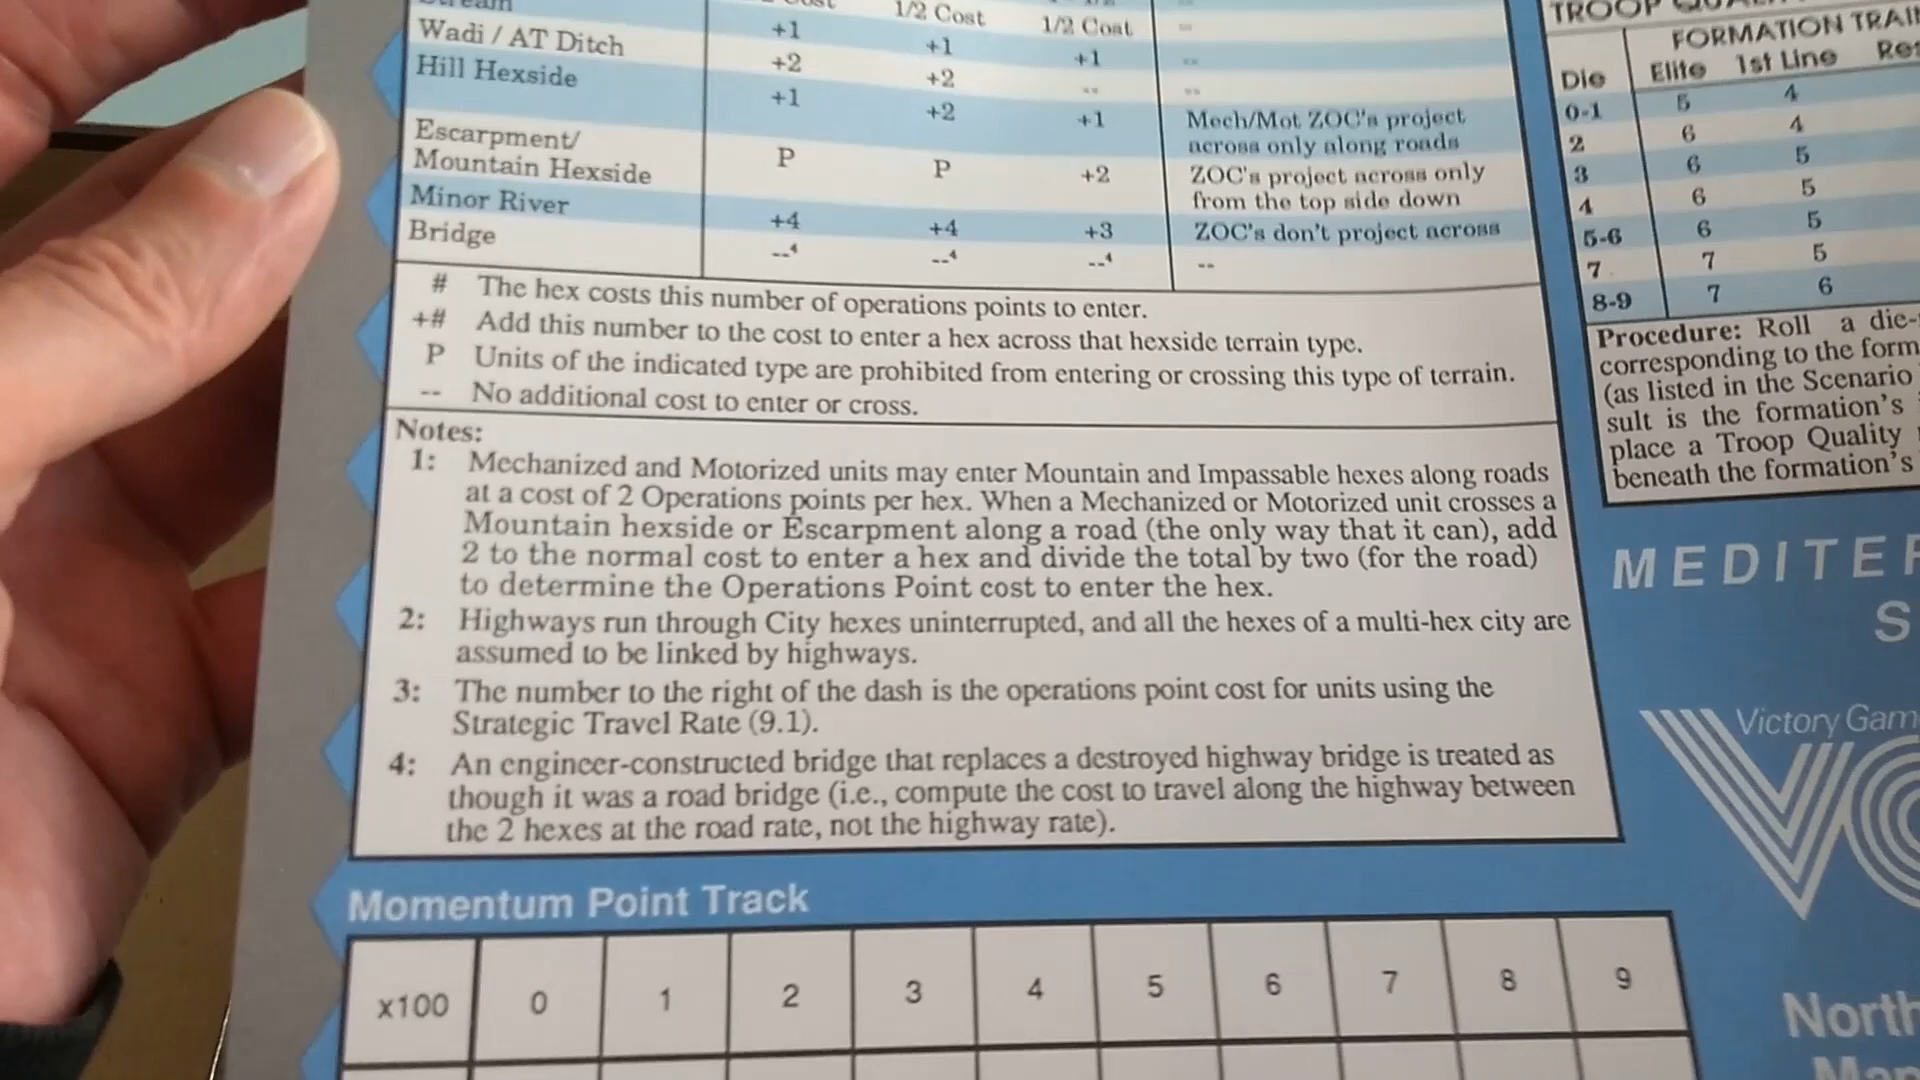 Cost 1/2 Cost 1/2 Cost --
Wadi / AT Ditch +1 +1 +1 --
Hill Hexside +2 +2 -- --
+1 +2 +1 Mech/Mot ZOC's project
across only along roads
Escarpment/
Mountain Hexside P P +2 ZOC's project across only
from the top side down
Minor River +4 +4 +3 ZOC's don't project across
Bridge --4 --4 --4 --
# The hex costs this number of operations points to enter.
+# Add this number to the cost to enter a hex across that hexside terrain type.
P Units of the indicated type are prohibited from entering or crossing this type of terrain.
-- No additional cost to enter or cross.
Notes:
1: Mechanized and Motorized units may enter Mountain and Impassable hexes along roads
at a cost of 2 Operations points per hex. When a Mechanized or Motorized unit crosses a
Mountain hexside or Escarpment along a road (the only way that it can), add
2 to the normal cost to enter a hex and divide the total by two (for the road)
to determine the Operations Point cost to enter the hex.
2: Highways run through City hexes uninterrupted, and all the hexes of a multi-hex city are
assumed to be linked by highways.
3: The number to the right of the dash is the operations point cost for units using the
Strategic Travel Rate (9.1).
4: An engineer-constructed bridge that replaces a destroyed highway bridge is treated as
though it was a road bridge (i.e., compute the cost to travel along the highway between
the 2 hexes at the road rate, not the highway rate).
Momentum Point Track
x100 0 1 2 3 4 5 6 7 8 9
TROOP
FORMATION
Die Elite 1st Line
0-1 5 4
2 6 4
3 6 5
4 6 5
5-6 6 5
7 7 5
8-9 7 6
Procedure: Roll a die-
corresponding to the form
(as listed in the Scenario
sult is the formation's
place a Troop Quality
beneath the formation's
MEDITER
S
Victory Gam
VG
North